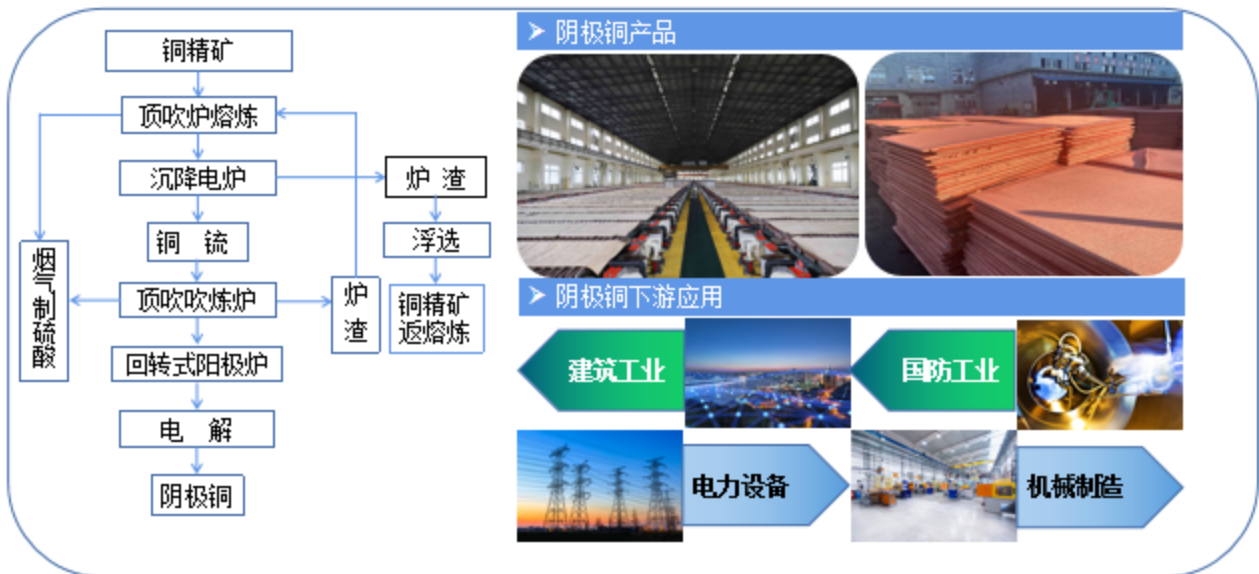 铜精矿
顶吹炉熔炼
沉降电炉
炉 渣
铜 锍
浮选
烟气制硫酸
顶吹吹炼炉
炉
渣
铜精矿
返熔炼
回转式阳极炉
电 解
阴极铜
➤ 阴极铜产品
➤ 阴极铜下游应用
建筑工业
国防工业
电力设备
机械制造